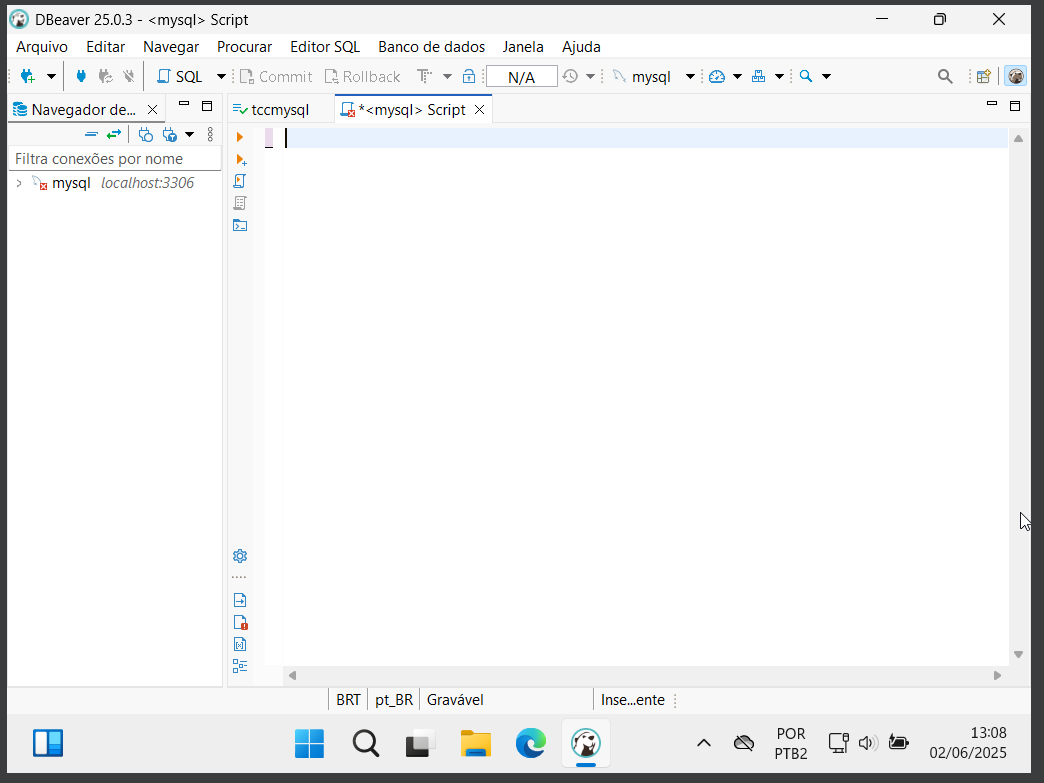 DBeaver 25.0.3 - <mysql> Script
Arquivo Editar Navegar Procurar Editor SQL Banco de dados Janela Ajuda
SQL Commit Rollback N/A mysql
Navegador de... tccmysql *<mysql> Script
Filtra conexões por nome
mysql localhost:3306
BRT pt_BR Gravável Inse...ente
POR
PTB2
13:08
02/06/2025